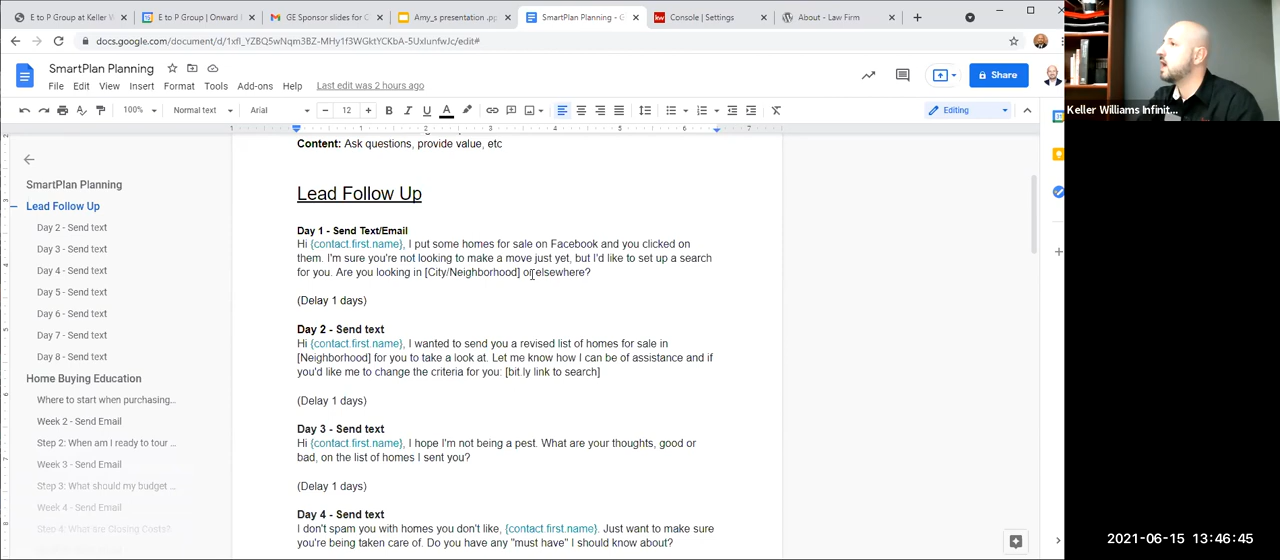 E to P Group at Keller W
E to P Group | Onward
GE Sponsor slides for C
Amy_s presentation .pp
SmartPlan Planning - G
Console | Settings
About - Law Firm
docs.google.com/document/d/1xfI_YZBQ5wNqm3BZ-MHy1f3WGktYCKbA-5UxIunfwJc/edit#
SmartPlan Planning
File Edit View Insert Format Tools Add-ons Help Last edit was 2 hours ago
Share
100% Normal text Arial 12 Editing
Keller Williams Infinit...
SmartPlan Planning
Lead Follow Up
Day 2 - Send text
Day 3 - Send text
Day 4 - Send text
Day 5 - Send text
Day 6 - Send text
Day 7 - Send text
Day 8 - Send text
Home Buying Education
Where to start when purchasing...
Week 2 - Send Email
Step 2: When am I ready to tour ...
Week 3 - Send Email
Step 3: What should my budget ...
Week 4 - Send Email
Step 4: What are Closing Costs?
Content: Ask questions, provide value, etc
Lead Follow Up
Day 1 - Send Text/Email
Hi {contact.first.name}, I put some homes for sale on Facebook and you clicked on
them. I'm sure you're not looking to make a move just yet, but I'd like to set up a search
for you. Are you looking in [City/Neighborhood] or elsewhere?
(Delay 1 days)
Day 2 - Send text
Hi {contact.first.name}, I wanted to send you a revised list of homes for sale in
[Neighborhood] for you to take a look at. Let me know how I can be of assistance and if
you'd like me to change the criteria for you: [bit.ly link to search]
(Delay 1 days)
Day 3 - Send text
Hi {contact.first.name}, I hope I'm not being a pest. What are your thoughts, good or
bad, on the list of homes I sent you?
(Delay 1 days)
Day 4 - Send text
I don't spam you with homes you don't like, {contact.first.name}. Just want to make sure
you're being taken care of. Do you have any "must have" I should know about?
2021-06-15 13:46:45